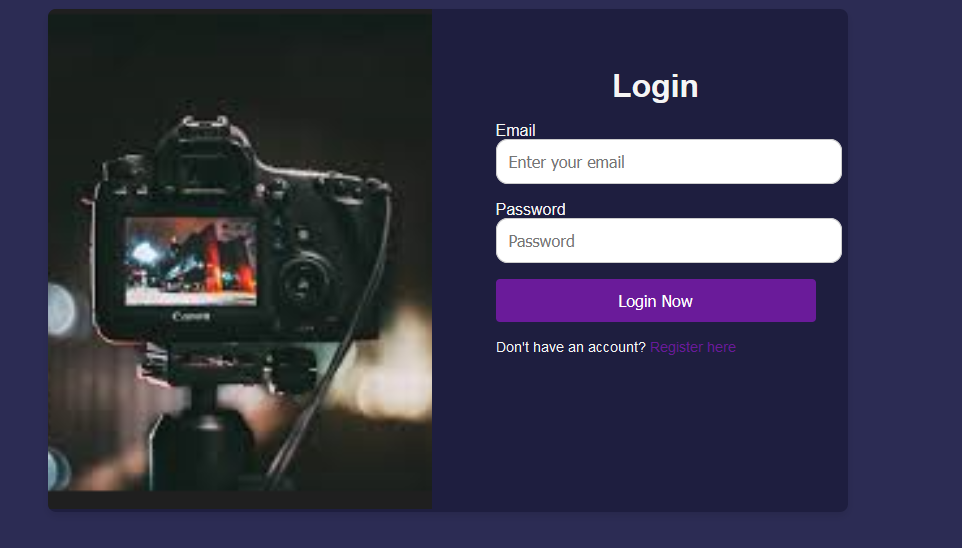 Login
Email
Enter your email
Password
Password
Login Now
Don't have an account? Register here
Canon